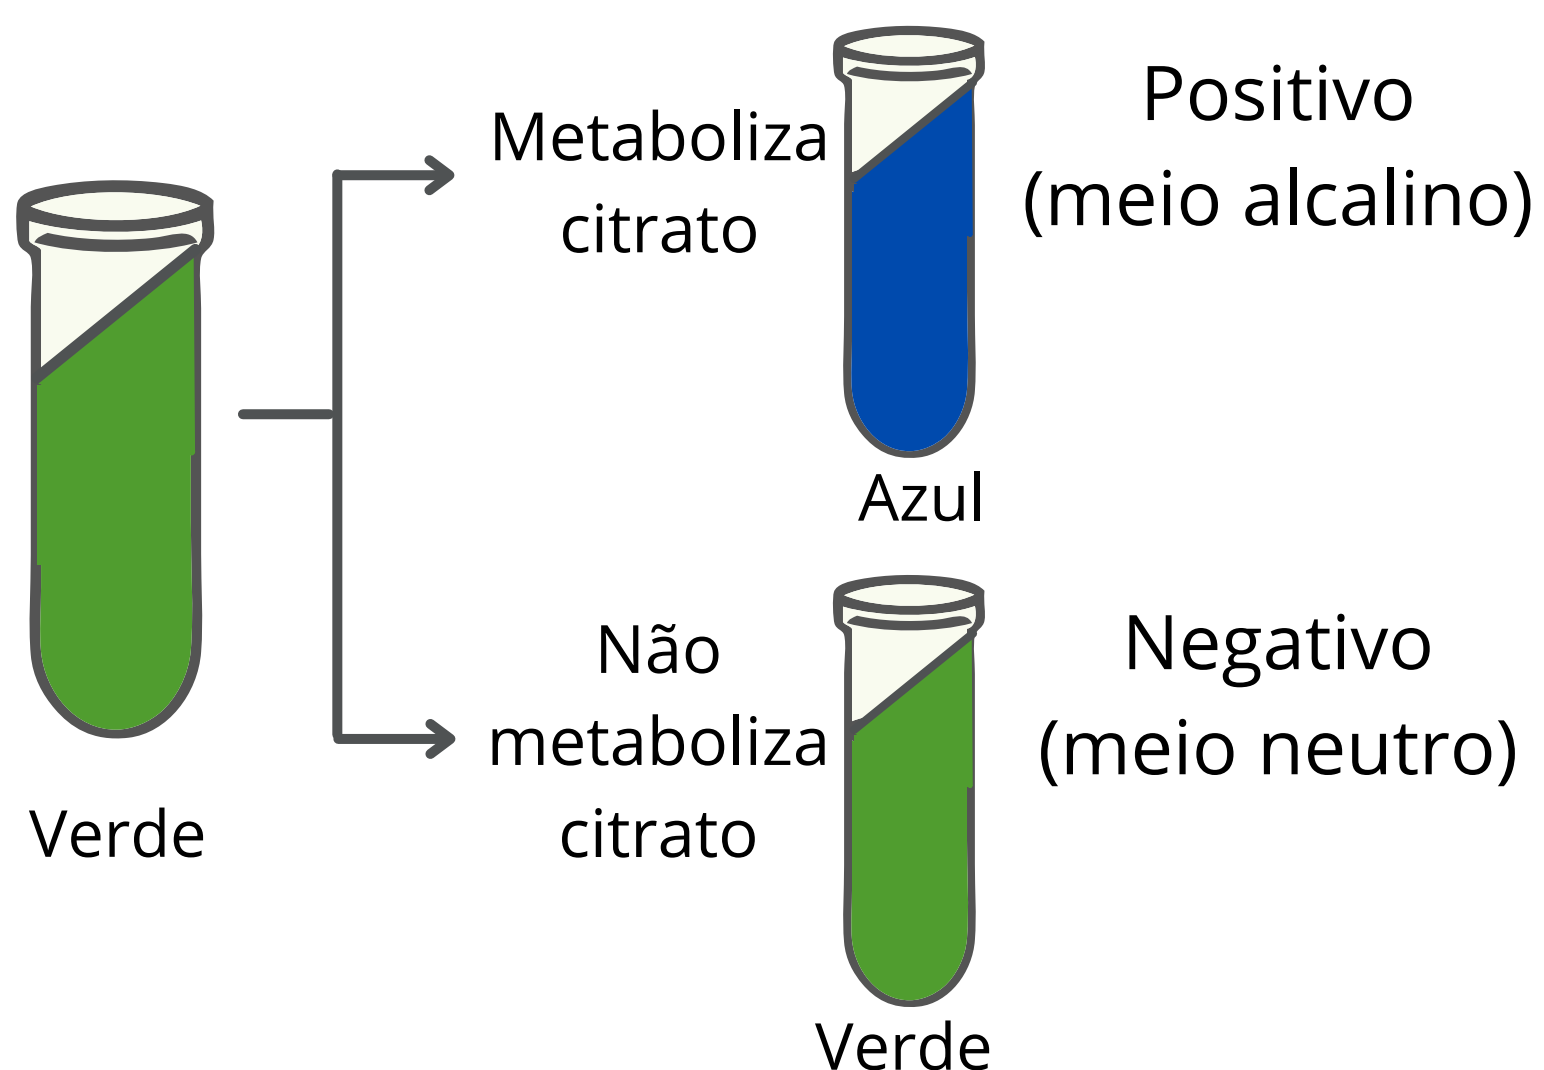 Verde
Metaboliza
citrato
Azul
Positivo
(meio alcalino)
Não
metaboliza
citrato
Verde
Negativo
(meio neutro)